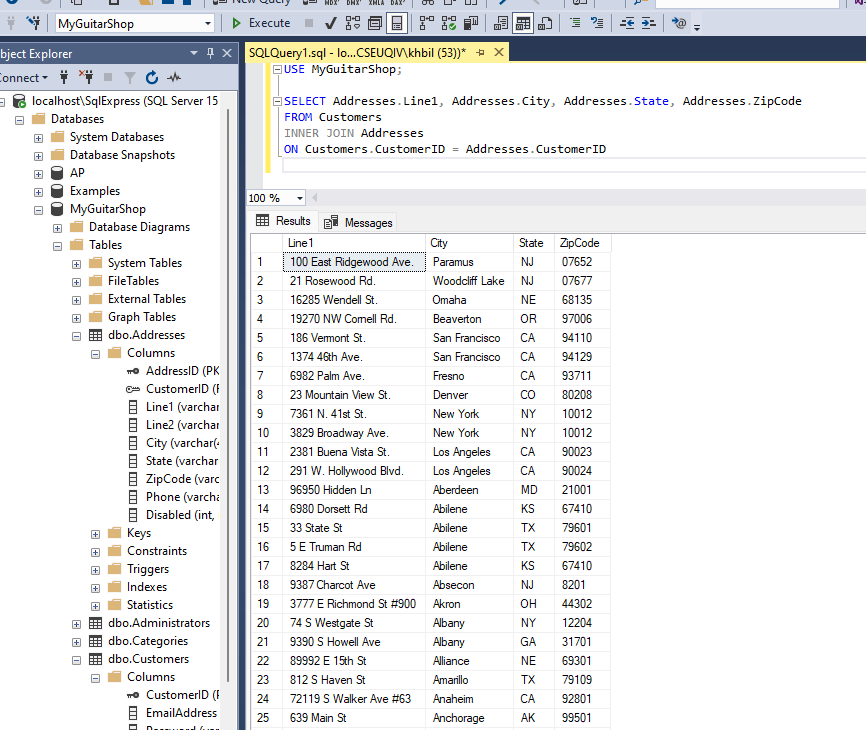 New Query
MDX DMX XMLA DAX
MyGuitarShop
Execute
bject Explorer
SQLQuery1.sql - lo...CSEUQIV\khbil (53))*
onnect
localhost\SqlExpress (SQL Server 15
Databases
System Databases
Database Snapshots
AP
Examples
MyGuitarShop
Database Diagrams
Tables
System Tables
FileTables
External Tables
Graph Tables
dbo.Addresses
Columns
AddressID (PK
CustomerID (F
Line1 (varchar
Line2 (varchar
City (varchar(
State (varchar
ZipCode (varc
Phone (varcha
Disabled (int,
Keys
Constraints
Triggers
Indexes
Statistics
dbo.Administrators
dbo.Categories
dbo.Customers
Columns
CustomerID (F
EmailAddress
USE MyGuitarShop;
SELECT Addresses.Line1, Addresses.City, Addresses.State, Addresses.ZipCode
FROM Customers
INNER JOIN Addresses
ON Customers.CustomerID = Addresses.CustomerID
100 %
Results Messages
Line1 City State ZipCode
1 100 East Ridgewood Ave. Paramus NJ 07652
2 21 Rosewood Rd. Woodcliff Lake NJ 07677
3 16285 Wendell St. Omaha NE 68135
4 19270 NW Cornell Rd. Beaverton OR 97006
5 186 Vermont St. San Francisco CA 94110
6 1374 46th Ave. San Francisco CA 94129
7 6982 Palm Ave. Fresno CA 93711
8 23 Mountain View St. Denver CO 80208
9 7361 N. 41st St. New York NY 10012
10 3829 Broadway Ave. New York NY 10012
11 2381 Buena Vista St. Los Angeles CA 90023
12 291 W. Hollywood Blvd. Los Angeles CA 90024
13 96950 Hidden Ln Aberdeen MD 21001
14 6980 Dorsett Rd Abilene KS 67410
15 33 State St Abilene TX 79601
16 5 E Truman Rd Abilene TX 79602
17 8284 Hart St Abilene KS 67410
18 9387 Charcot Ave Absecon NJ 8201
19 3777 E Richmond St #900 Akron OH 44302
20 74 S Westgate St Albany NY 12204
21 9390 S Howell Ave Albany GA 31701
22 89992 E 15th St Alliance NE 69301
23 812 S Haven St Amarillo TX 79109
24 72119 S Walker Ave #63 Anaheim CA 92801
25 639 Main St Anchorage AK 99501